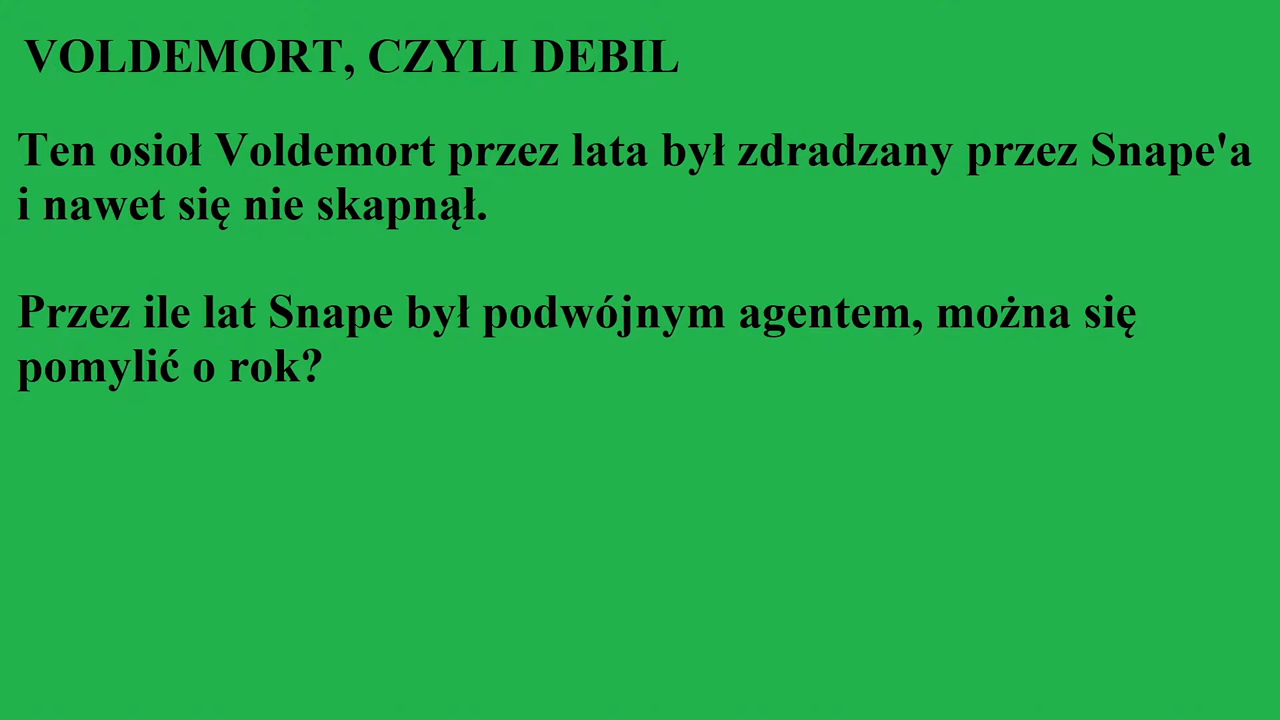 VOLDEMORT, CZYLI DEBIL
Ten osioł Voldemort przez lata był zdradzany przez Snape'a
i nawet się nie skapnął.
Przez ile lat Snape był podwójnym agentem, można się
pomylić o rok?